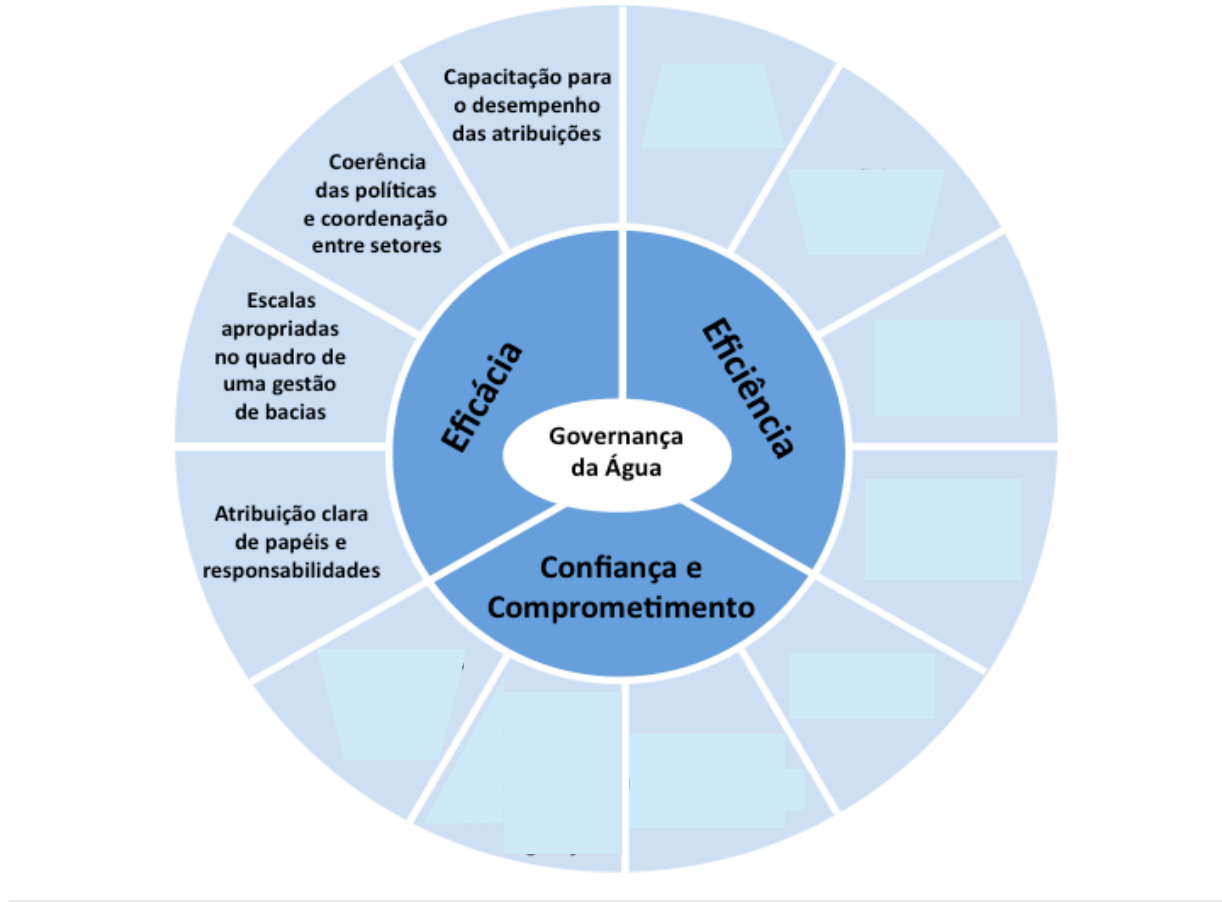 Capacitação para
o desempenho
das atribuições
Coerência
das políticas
e coordenação
entre setores
Escalas
apropriadas
no quadro de
uma gestão
de bacias
Atribuição clara
de papéis e
responsabilidades
Eficácia
Eficiência
Governança
da Água
Confiança e
Comprometimento